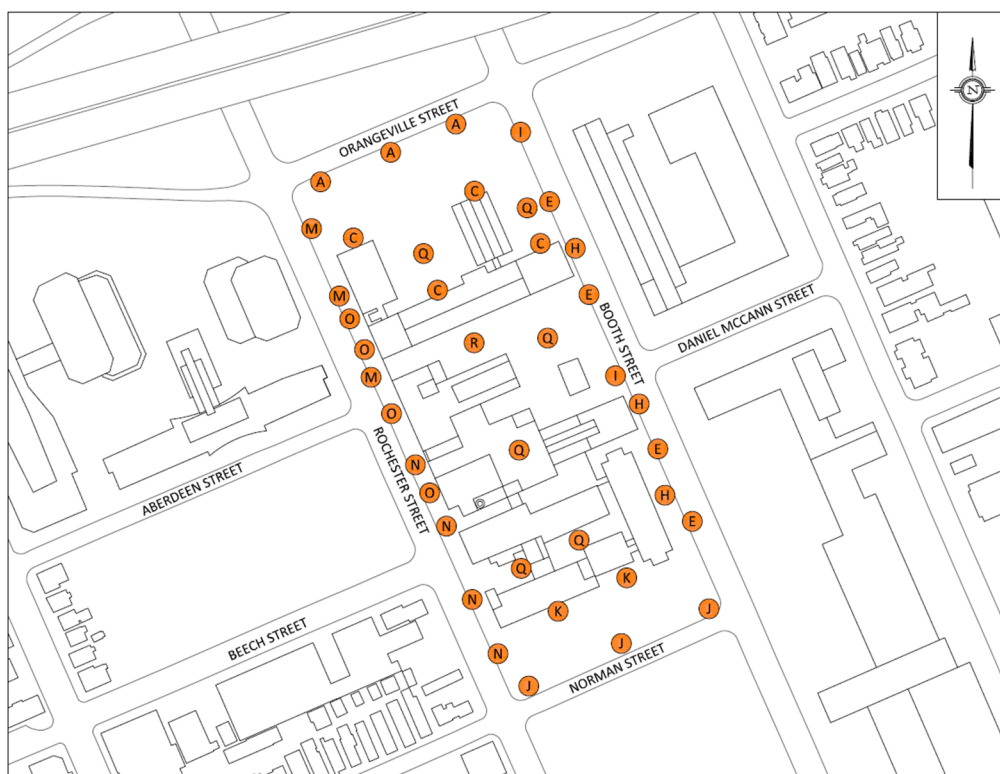 ORANGEVILLE STREET
A
I
A
A
C
E
Q
M
C
C
H
Q
C
E
M
O
BOOTH STREET
DANIEL MCCANN STREET
Q
R
O
M
I
H
O
ROCHESTER STREET
E
Q
N
ABERDEEN STREET
O
H
E
N
Q
Q
K
N
K
J
BEECH STREET
J
N
NORMAN STREET
J
N